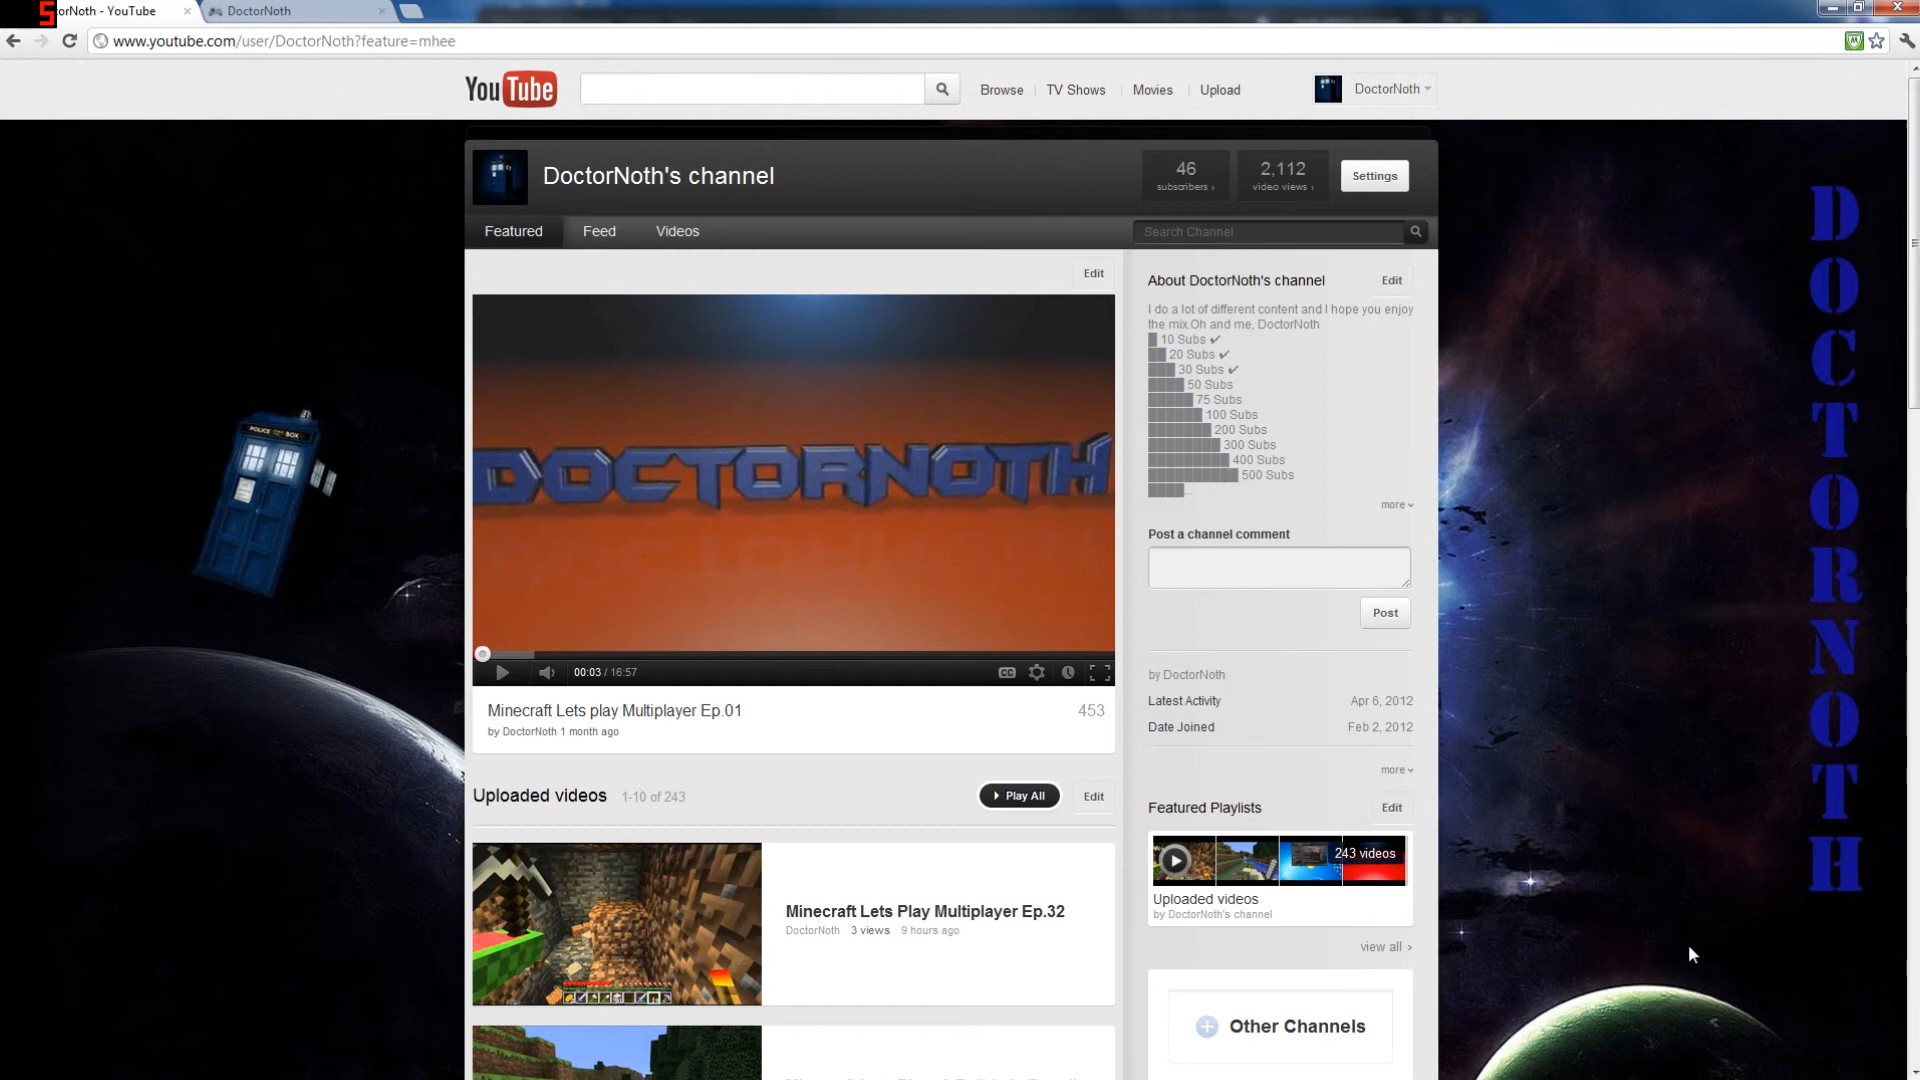 5
orNoth - YouTube
DoctorNoth
www.youtube.com/user/DoctorNoth?feature=mhee
YouTube
Browse
TV Shows
Movies
Upload
DoctorNoth
DoctorNoth's channel
46
subscribers ›
2,112
video views ›
Settings
Featured
Feed
Videos
Search Channel
Edit
DOCTORNOTH
00:03 / 16:57
CC
Minecraft Lets play Multiplayer Ep.01
453
by DoctorNoth 1 month ago
Uploaded videos 1-10 of 243
Play All
Edit
Minecraft Lets Play Multiplayer Ep.32
DoctorNoth 3 views 9 hours ago
About DoctorNoth's channel
Edit
I do a lot of different content and I hope you enjoy
the mix.Oh and me, DoctorNoth
█ 10 Subs ✔
██ 20 Subs ✔
███ 30 Subs ✔
████ 50 Subs
█████ 75 Subs
██████ 100 Subs
███████ 200 Subs
████████ 300 Subs
█████████ 400 Subs
██████████ 500 Subs
████...
more
Post a channel comment
Post
by DoctorNoth
Latest Activity Apr 6, 2012
Date Joined Feb 2, 2012
more
Featured Playlists
Edit
243 videos
Uploaded videos
by DoctorNoth's channel
view all ›
Other Channels
POLICE BOX
DOCTORNOTH